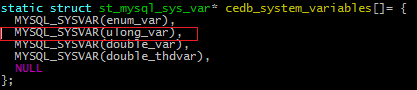 static struct st_mysql_sys_var* cedb_system_variables[]= {
MYSQL_SYSVAR(enum_var),
MYSQL_SYSVAR(ulong_var),
MYSQL_SYSVAR(double_var),
MYSQL_SYSVAR(double_thdvar),
NULL
};